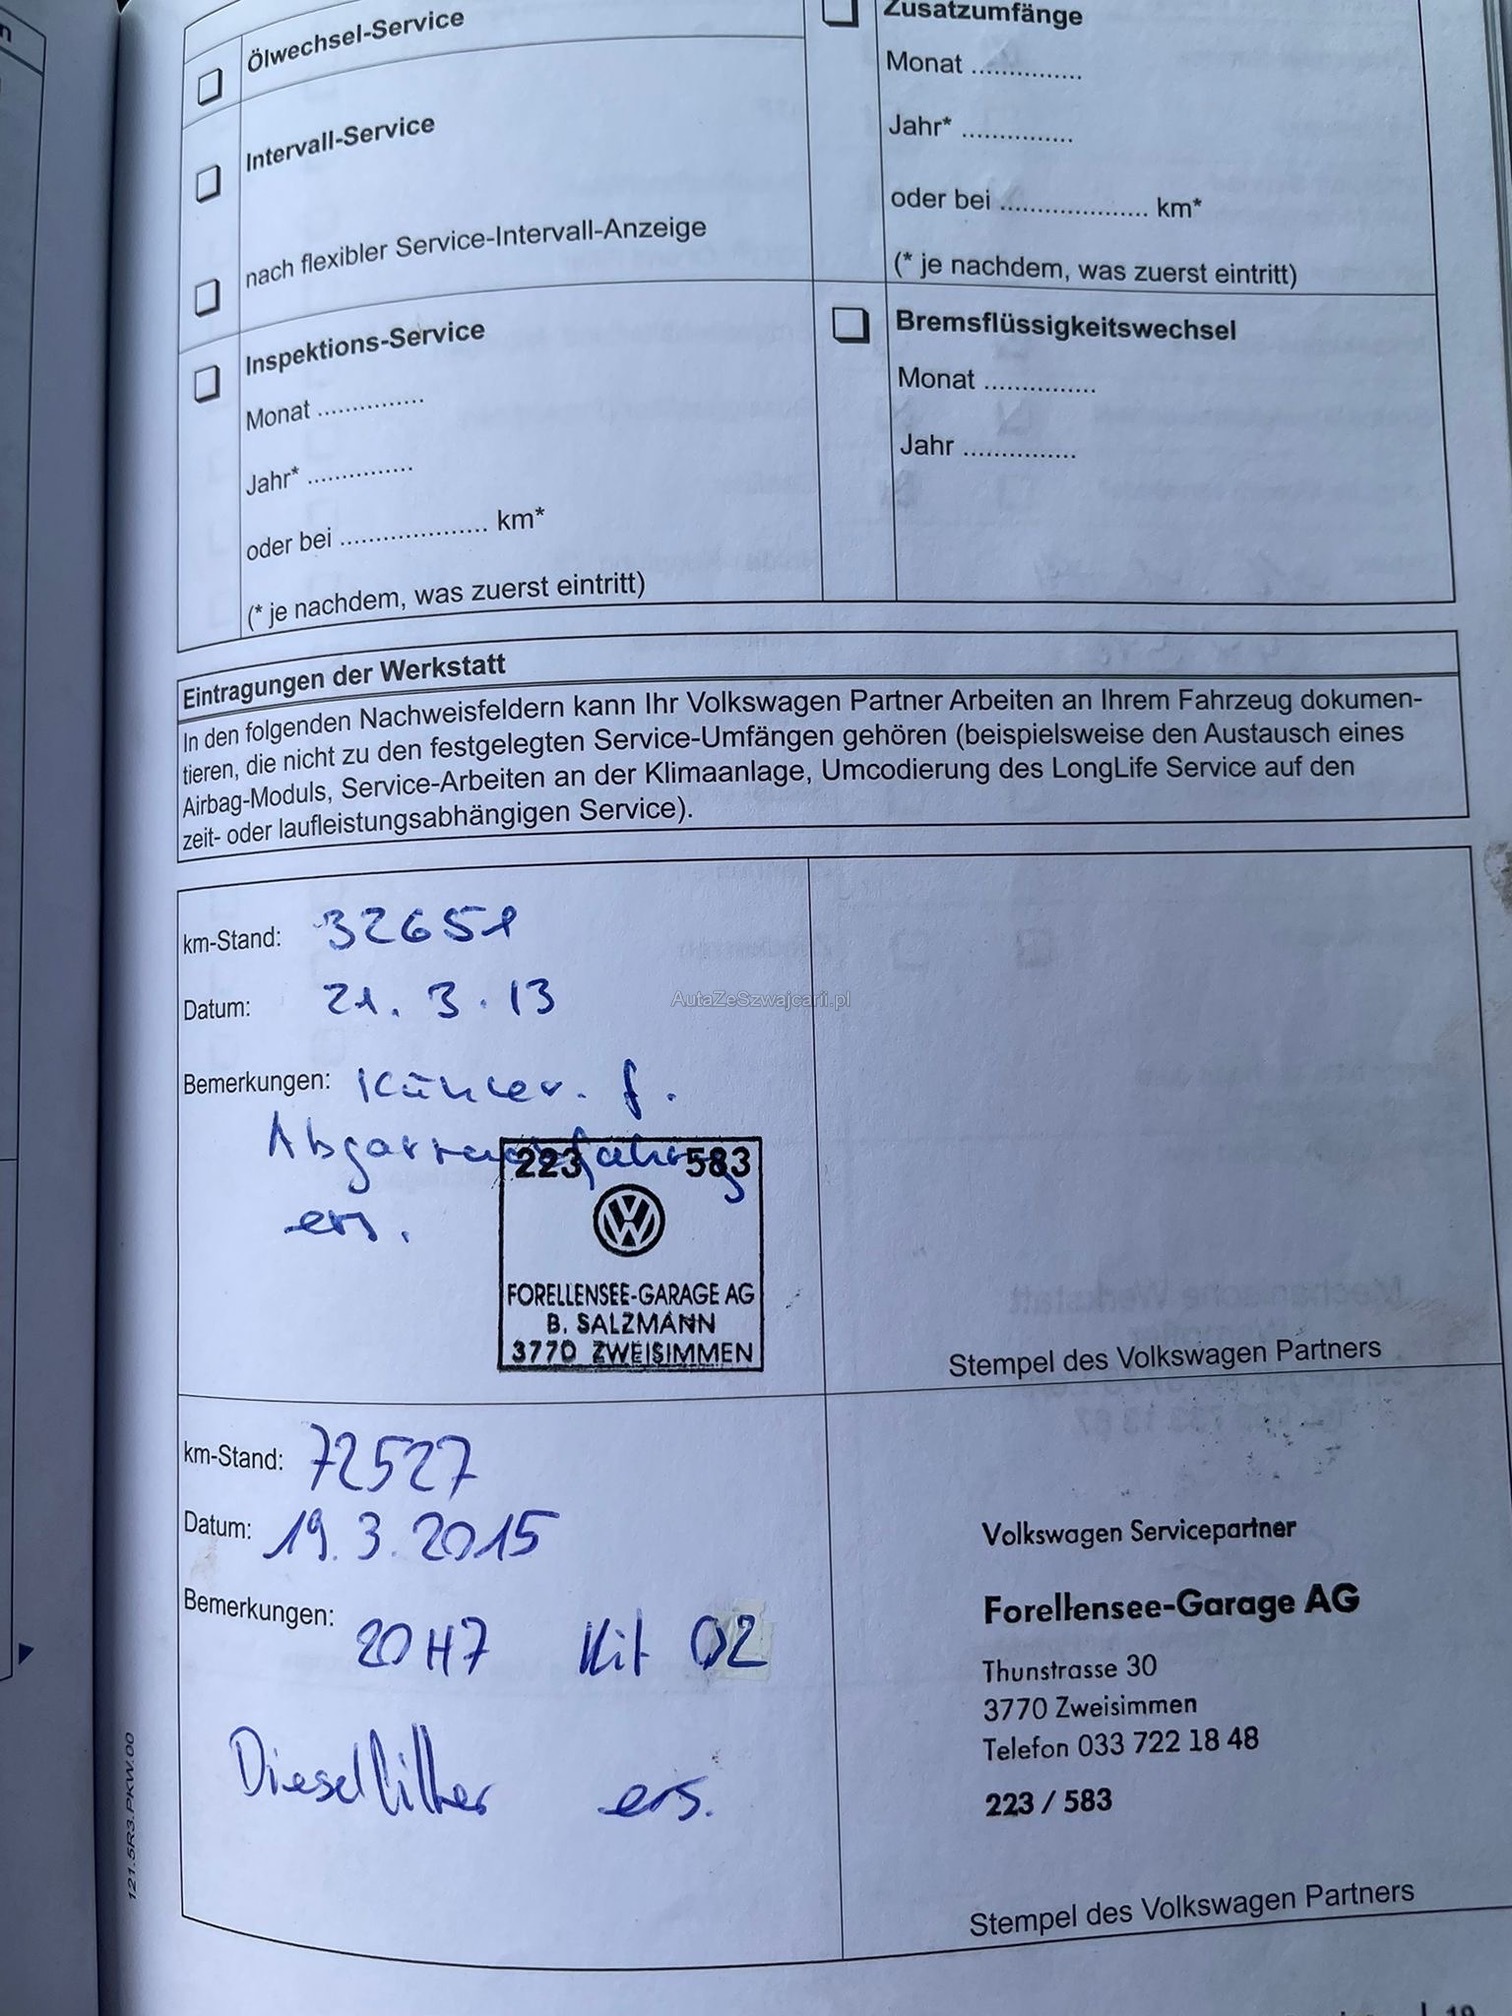 Ölwechsel-Service
Intervall-Service
nach flexibler Service-Intervall-Anzeige
Inspektions-Service
Monat ...............
Jahr* ...............
oder bei ..................... km*
(* je nachdem, was zuerst eintritt)
Zusatzumfänge
Monat ...............
Jahr* ...............
oder bei ..................... km*
(* je nachdem, was zuerst eintritt)
Bremsflüssigkeitswechsel
Monat ...............
Jahr ...............
Eintragungen der Werkstatt
In den folgenden Nachweisfeldern kann Ihr Volkswagen Partner Arbeiten an Ihrem Fahrzeug dokumen-
tieren, die nicht zu den festgelegten Service-Umfängen gehören (beispielsweise den Austausch eines
Airbag-Moduls, Service-Arbeiten an der Klimaanlage, Umcodierung des LongLife Service auf den
zeit- oder laufleistungsabhängigen Service).
km-Stand: 32651
Datum: 21. 3. 13
Bemerkungen: Kühler. f.
ers.
223 583
FORELLENSEE-GARAGE AG
B. SALZMANN
3770 ZWEISIMMEN
Stempel des Volkswagen Partners
AutaZeSzwajcarii.pl
km-Stand: 72527
Datum: 19. 3. 2015
Bemerkungen: 20H7 Kit 02
Dieselfilter ers.
Volkswagen Servicepartner
Forellensee-Garage AG
Thunstrasse 30
3770 Zweisimmen
Telefon 033 722 18 48
223 / 583
Stempel des Volkswagen Partners
121.5R3.PKW.00